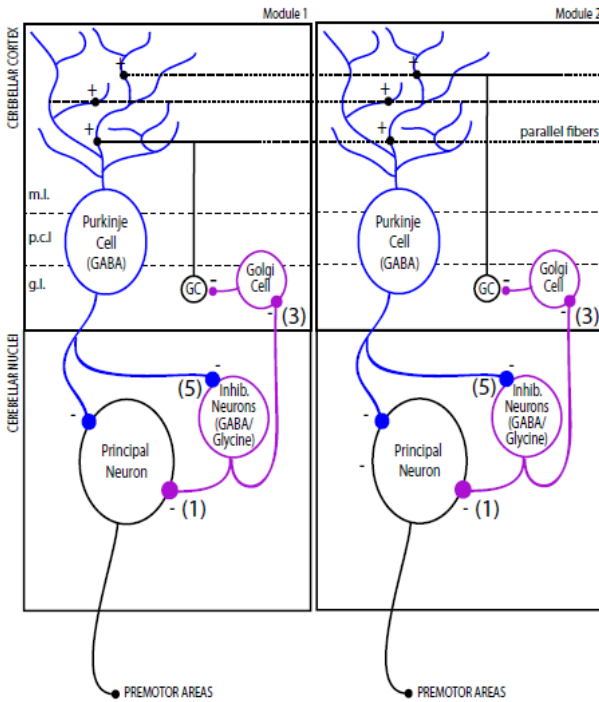 Module 1
Module 2
CEREBELLAR CORTEX
+
+
+
+
+
+
parallel fibers
m.l.
p.c.l
g.l.
Purkinje
Cell
(GABA)
GC
-
Golgi
Cell
- (3)
Purkinje
Cell
(GABA)
GC
-
Golgi
Cell
- (3)
CEREBELLAR NUCLEI
-
(5)
-
Inhib.
Neurons
(GABA/
Glycine)
Principal
Neuron
- (1)
-
(5)
-
-
Inhib.
Neurons
(GABA/
Glycine)
Principal
Neuron
- (1)
PREMOTOR AREAS
PREMOTOR AREAS